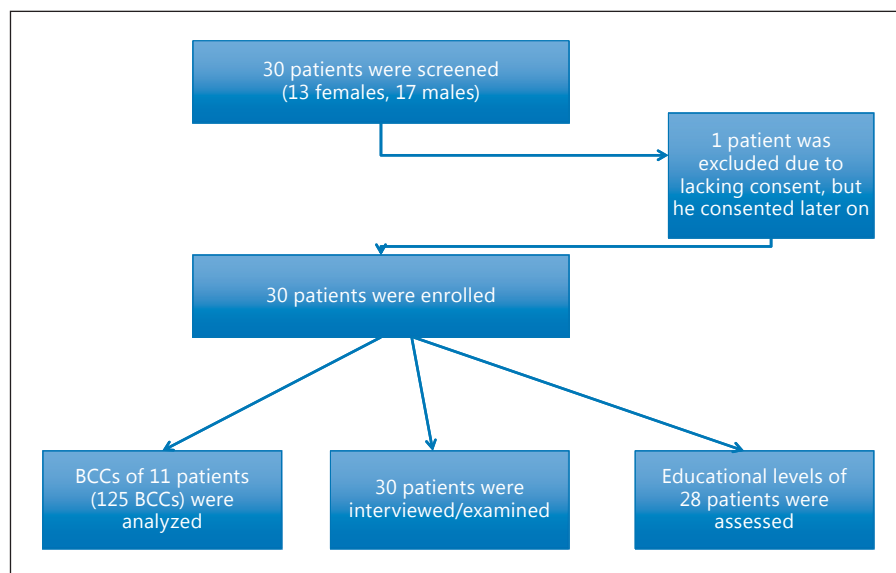 30 patients were screened
(13 females, 17 males)
1 patient was
excluded due to
lacking consent, but
he consented later on
30 patients were enrolled
BCCs of 11 patients
(125 BCCs) were
analyzed
30 patients were
interviewed/examined
Educational levels of
28 patients were
assessed